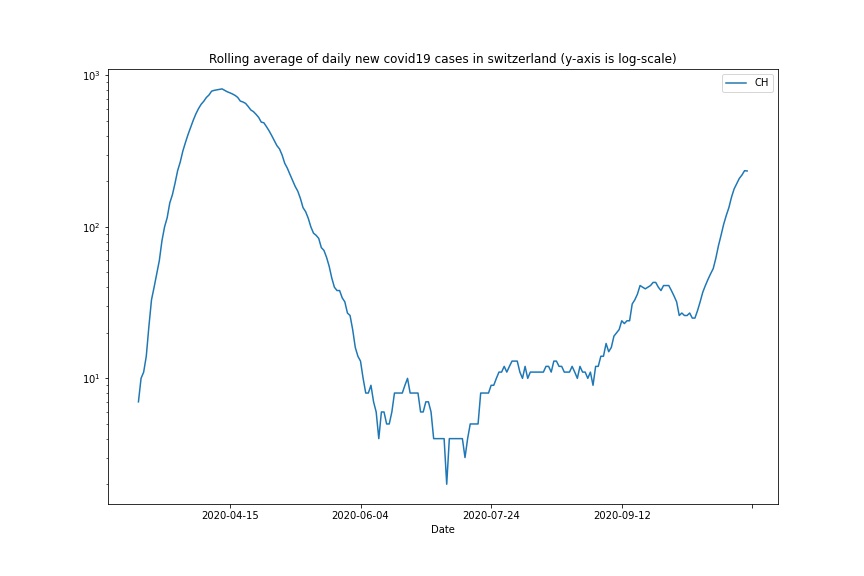 Rolling average of daily new covid19 cases in switzerland (y-axis is log-scale)
CH
10³
10²
10¹
2020-04-15 2020-06-04 2020-07-24 2020-09-12
Date